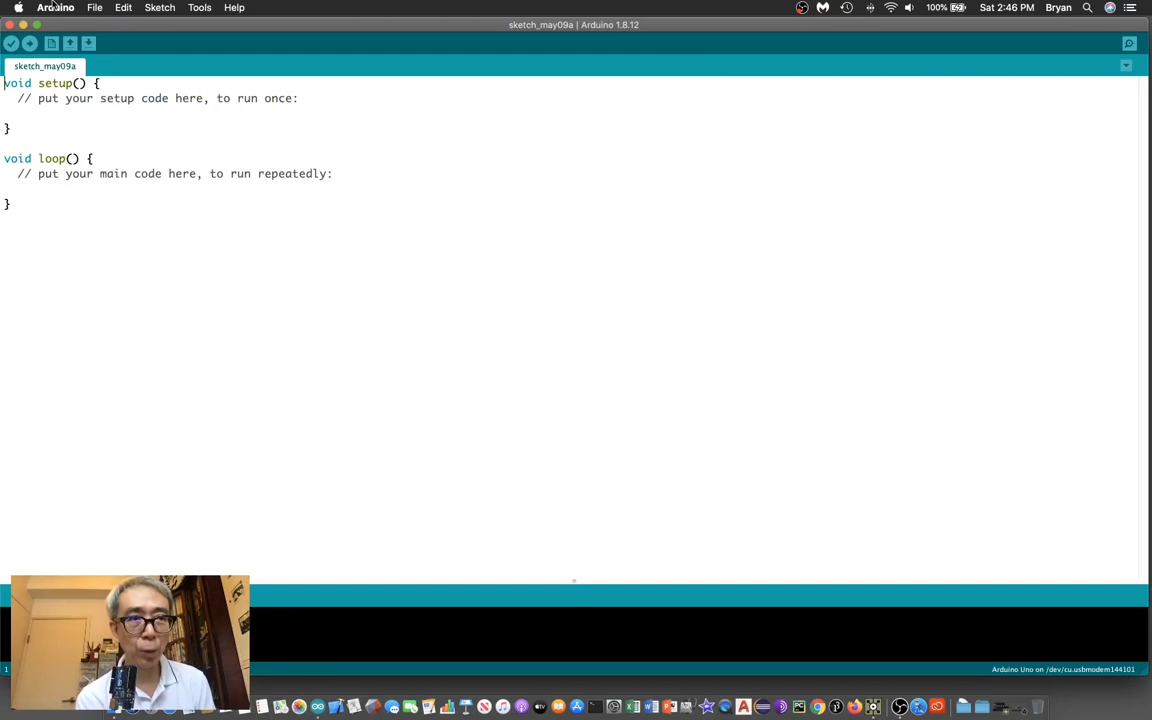 Arduino File Edit Sketch Tools Help 100% Sat 2:46 PM Bryan
sketch_may09a | Arduino 1.8.12
sketch_may09a
void setup() {
// put your setup code here, to run once:
}
void loop() {
// put your main code here, to run repeatedly:
}
1 Arduino Uno on /dev/cu.usbmodem144101